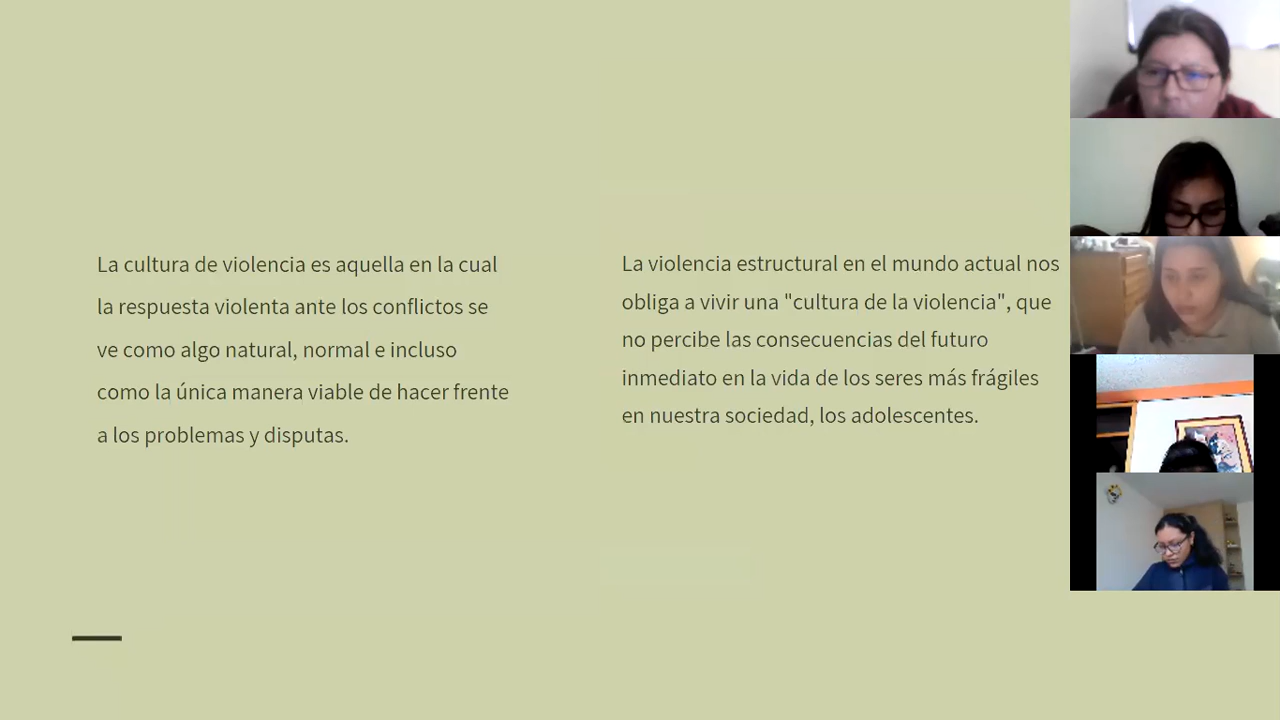 La cultura de violencia es aquella en la cual
la respuesta violenta ante los conflictos se
ve como algo natural, normal e incluso
como la única manera viable de hacer frente
a los problemas y disputas.
La violencia estructural en el mundo actual nos
obliga a vivir una "cultura de la violencia", que
no percibe las consecuencias del futuro
inmediato en la vida de los seres más frágiles
en nuestra sociedad, los adolescentes.